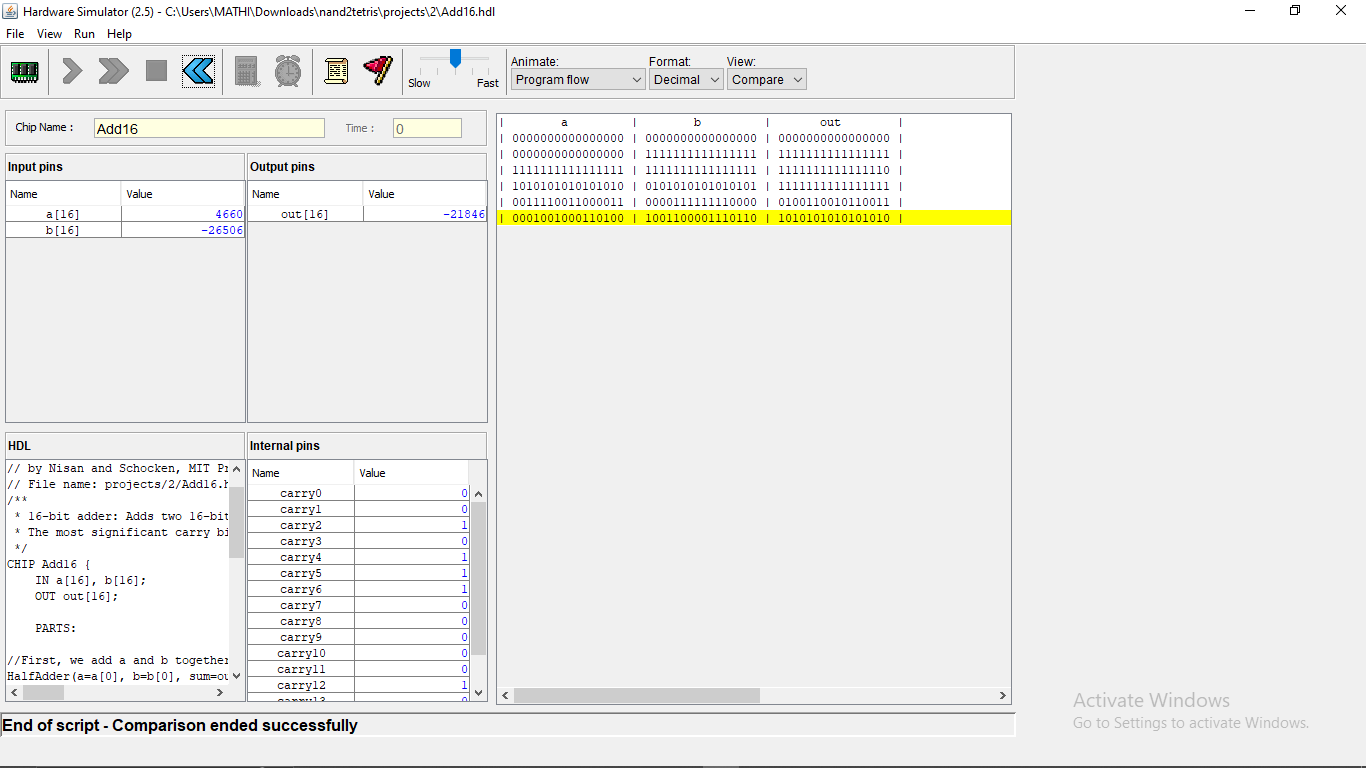 Hardware Simulator (2.5) - C:\Users\MATHI\Downloads\nand2tetris\projects\2\Add16.hdl
File View Run Help
Slow Fast
Animate: Format: View:
Program flow Decimal Compare
Chip Name : Add16 Time : 0
Input pins
Name Value
a[16] 4660
b[16] -26506
Output pins
Name Value
out[16] -21846
HDL
// by Nisan and Schocken, MIT Pr
// File name: projects/2/Add16.h
/**
* 16-bit adder: Adds two 16-bit
* The most significant carry bi
*/
CHIP Add16 {
IN a[16], b[16];
OUT out[16];
PARTS:
//First, we add a and b together
HalfAdder(a=a[0], b=b[0], sum=ou
Internal pins
Name Value
carry0 0
carry1 0
carry2 1
carry3 0
carry4 1
carry5 1
carry6 1
carry7 0
carry8 0
carry9 0
carry10 0
carry11 0
carry12 1
carry13 0
| a | b | out |
| 0000000000000000 | 0000000000000000 | 0000000000000000 |
| 0000000000000000 | 1111111111111111 | 1111111111111111 |
| 1111111111111111 | 1111111111111111 | 1111111111111110 |
| 1010101010101010 | 0101010101010101 | 1111111111111111 |
| 0011110011000011 | 0000111111110000 | 0100110010110011 |
| 0001001000110100 | 1001100001110110 | 1010101010101010 |
End of script - Comparison ended successfully
Activate Windows
Go to Settings to activate Windows.